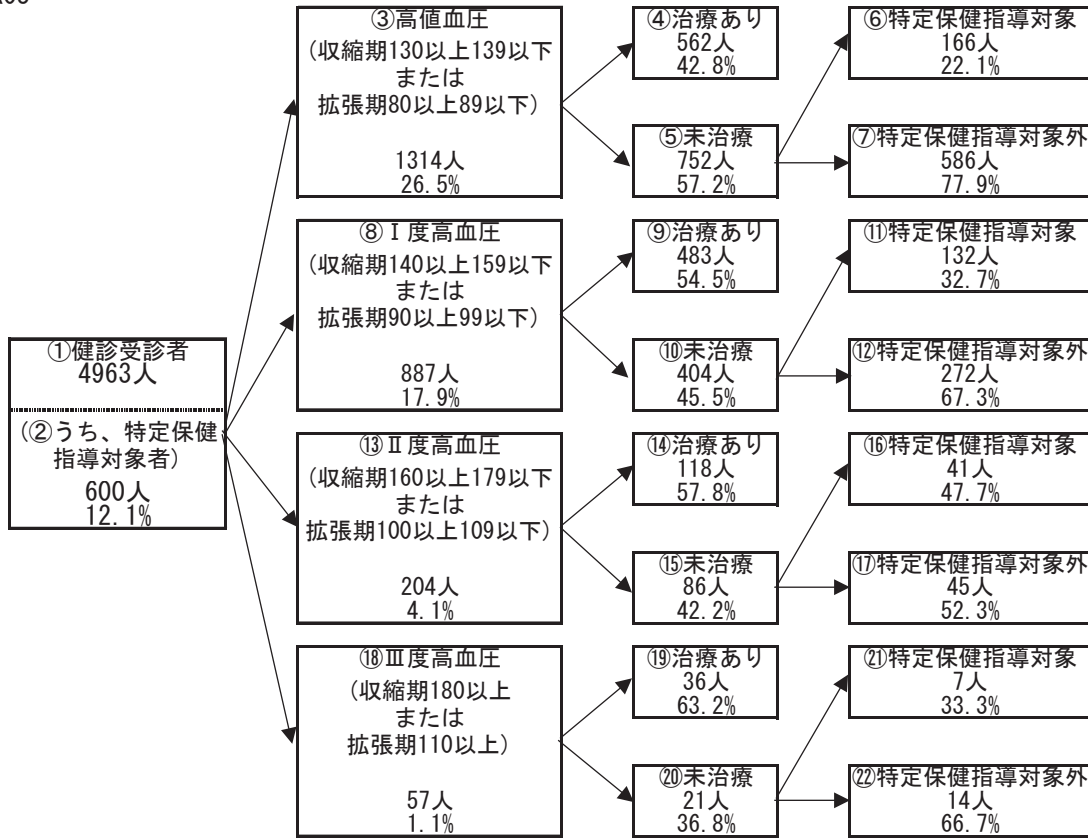 ①健診受診者
4963人
(②うち、特定保健
指導対象者)
600人
12.1%
③高値血圧
(収縮期130以上139以下
または
拡張期80以上89以下)
1314人
26.5%
④治療あり
562人
42.8%
⑤未治療
752人
57.2%
⑥特定保健指導対象
166人
22.1%
⑦特定保健指導対象外
586人
77.9%
⑧Ⅰ度高血圧
(収縮期140以上159以下
または
拡張期90以上99以下)
887人
17.9%
⑨治療あり
483人
54.5%
⑩未治療
404人
45.5%
⑪特定保健指導対象
132人
32.7%
⑫特定保健指導対象外
272人
67.3%
⑬Ⅱ度高血圧
(収縮期160以上179以下
または
拡張期100以上109以下)
204人
4.1%
⑭治療あり
118人
57.8%
⑮未治療
86人
42.2%
⑯特定保健指導対象
41人
47.7%
⑰特定保健指導対象外
45人
52.3%
⑱Ⅲ度高血圧
(収縮期180以上
または
拡張期110以上)
57人
1.1%
⑲治療あり
36人
63.2%
⑳未治療
21人
36.8%
㉑特定保健指導対象
7人
33.3%
㉒特定保健指導対象外
14人
66.7%